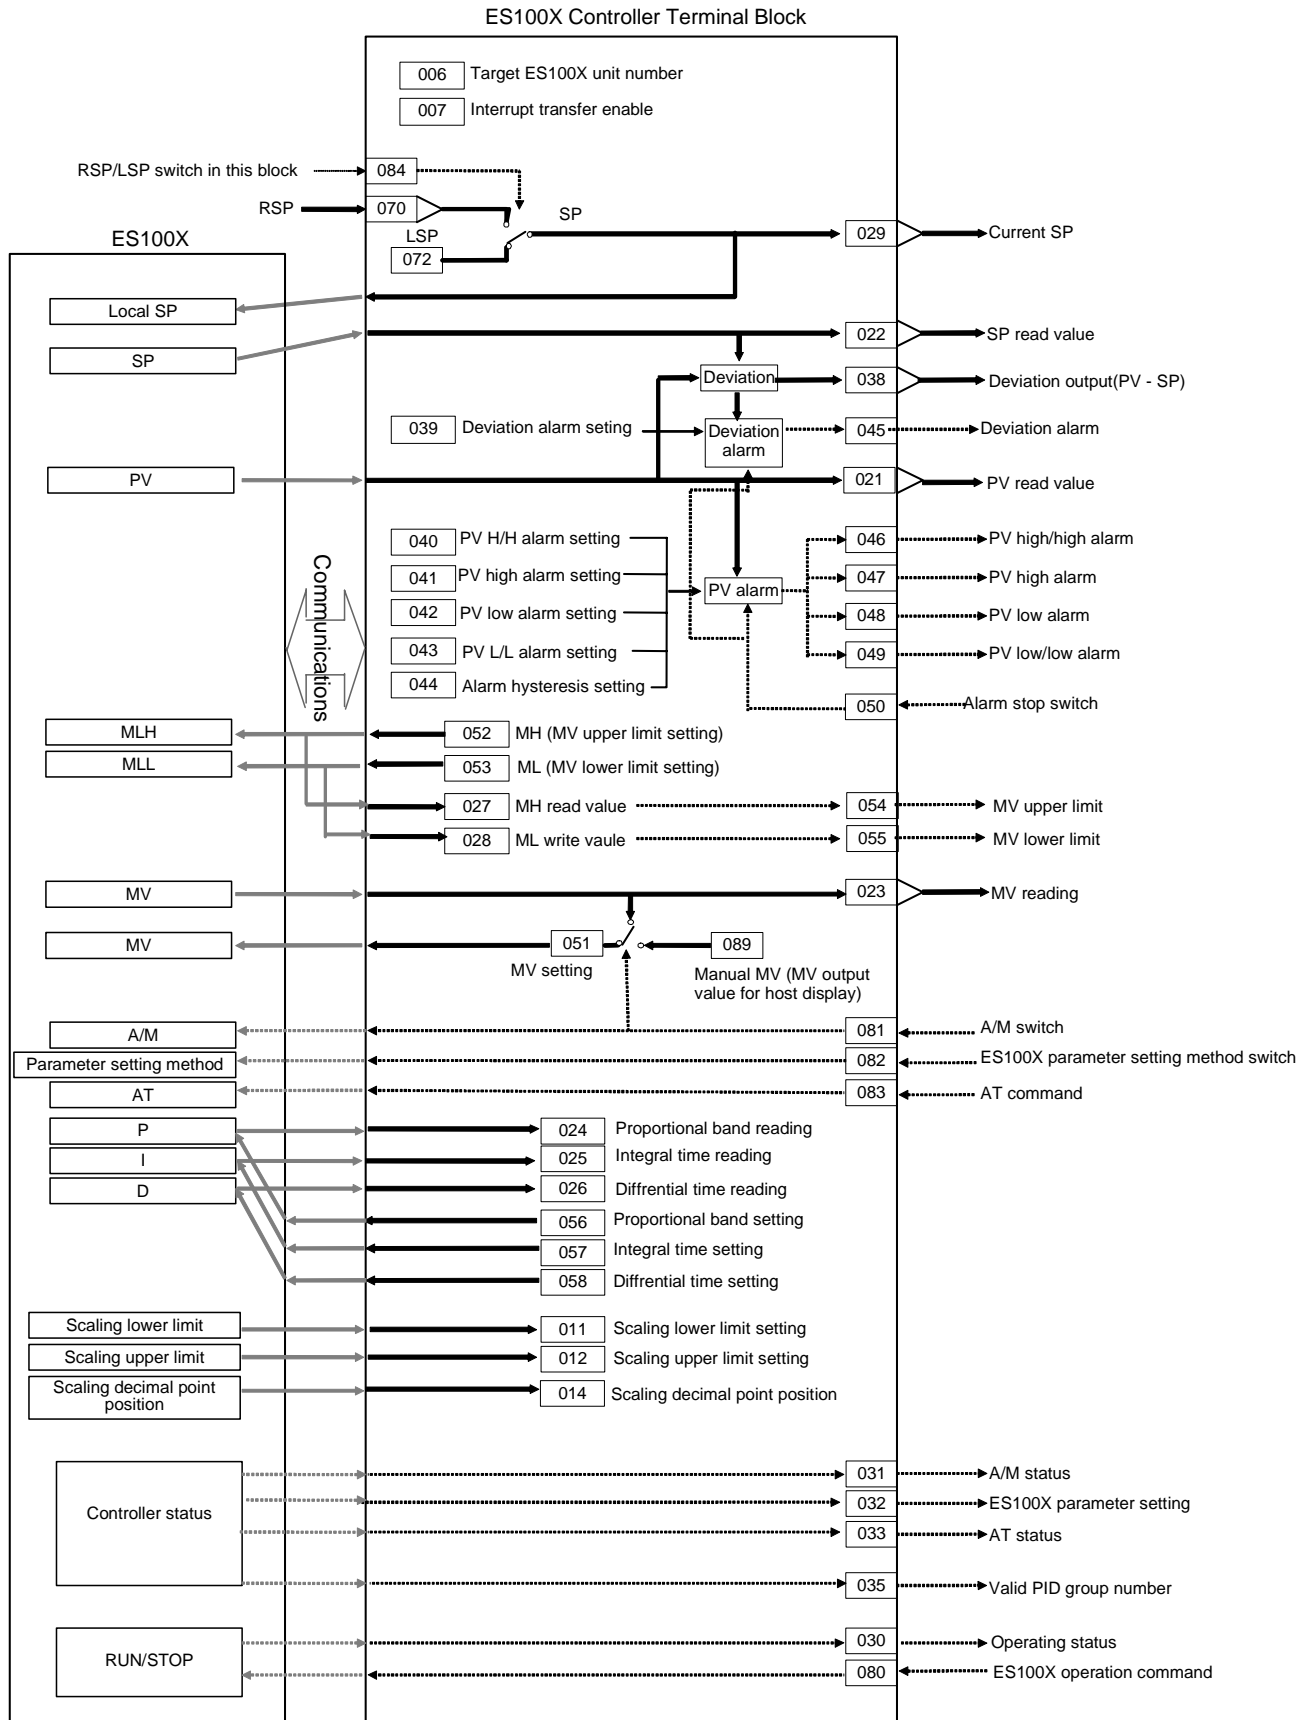 ES100X Controller Terminal Block
006 Target ES100X unit number
007 Interrupt transfer enable
RSP/LSP switch in this block 084
RSP 070
SP
LSP
072
029 Current SP
ES100X
Local SP
SP
022 SP read value
Deviation 038 Deviation output(PV - SP)
039 Deviation alarm seting
Deviation
alarm
045 Deviation alarm
PV
021 PV read value
Communications
040 PV H/H alarm setting
041 PV high alarm setting
042 PV low alarm setting
043 PV L/L alarm setting
044 Alarm hysteresis setting
PV alarm
046 PV high/high alarm
047 PV high alarm
048 PV low alarm
049 PV low/low alarm
050 Alarm stop switch
MLH 052 MH (MV upper limit setting)
MLL 053 ML (MV lower limit setting)
027 MH read value 054 MV upper limit
028 ML write vaule 055 MV lower limit
MV 023 MV reading
MV 051 089
MV setting
Manual MV (MV output
value for host display)
A/M 081 A/M switch
Parameter setting method 082 ES100X parameter setting method switch
AT 083 AT command
P 024 Proportional band reading
I 025 Integral time reading
D 026 Diffrential time reading
056 Proportional band setting
057 Integral time setting
058 Diffrential time setting
Scaling lower limit 011 Scaling lower limit setting
Scaling upper limit 012 Scaling upper limit setting
Scaling decimal point
position
014 Scaling decimal point position
Controller status
031 A/M status
032 ES100X parameter setting
033 AT status
035 Valid PID group number
RUN/STOP
030 Operating status
080 ES100X operation command